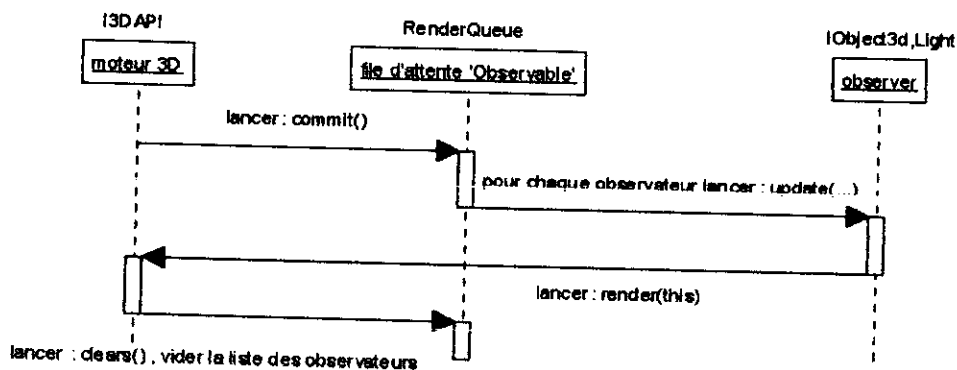 I3DAPI
RenderQueue
IObject3d,Light
moteur 3D
file d'attente 'Observable'
observer
lancer : commit()
pour chaque observateur lancer : update(...)
lancer : render(this)
lancer : clears() , vider la liste des observateurs